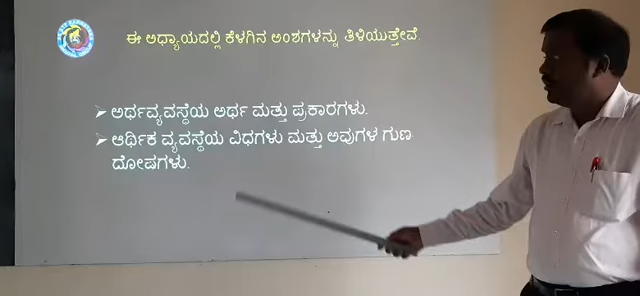 ಈ ಅಧ್ಯಾಯದಲ್ಲಿ ಕೆಳಗಿನ ಅಂಶಗಳನ್ನು ತಿಳಿಯುತ್ತೇವೆ.
➢ ಅರ್ಥವ್ಯವಸ್ಥೆಯ ಅರ್ಥ ಮತ್ತು ಪ್ರಕಾರಗಳು.
➢ ಆರ್ಥಿಕ ವ್ಯವಸ್ಥೆಯ ವಿಧಗಳು ಮತ್ತು ಅವುಗಳ ಗುಣ
ದೋಷಗಳು.